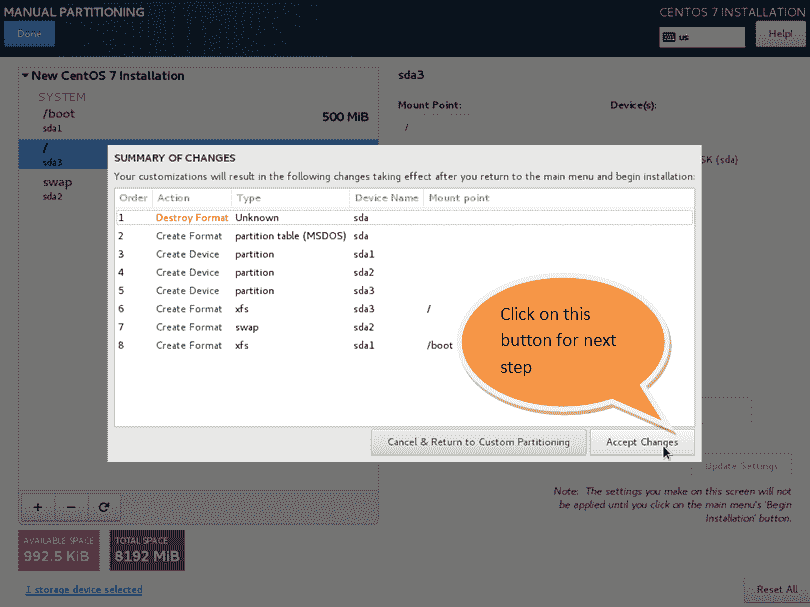 MANUAL PARTITIONING
CENTOS 7 INSTALLATION
Done
us
Help!
New CentOS 7 Installation
SYSTEM
/boot
500 MiB
sda1
/
sda3
swap
sda2
sda3
Mount Point:
Device(s):
/
SK (sda)
SUMMARY OF CHANGES
Your customizations will result in the following changes taking effect after you return to the main menu and begin installation:
Order Action Type Device Name Mount point
1 Destroy Format Unknown sda
2 Create Format partition table (MSDOS) sda
3 Create Device partition sda1
4 Create Device partition sda2
5 Create Device partition sda3
6 Create Format xfs sda3 /
7 Create Format swap sda2
8 Create Format xfs sda1 /boot
Click on this
button for next
step
Cancel & Return to Custom Partitioning
Accept Changes
Update Settings
Note: The settings you make on this screen will not
be applied until you click on the main menu's 'Begin
Installation' button.
+ −
AVAILABLE SPACE
992.5 KiB
TOTAL SPACE
8192 MiB
1 storage device selected
Reset All